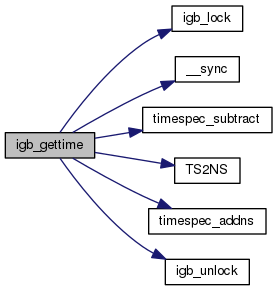 igb_lock
__sync
timespec_subtract
igb_gettime
TS2NS
timespec_addns
igb_unlock